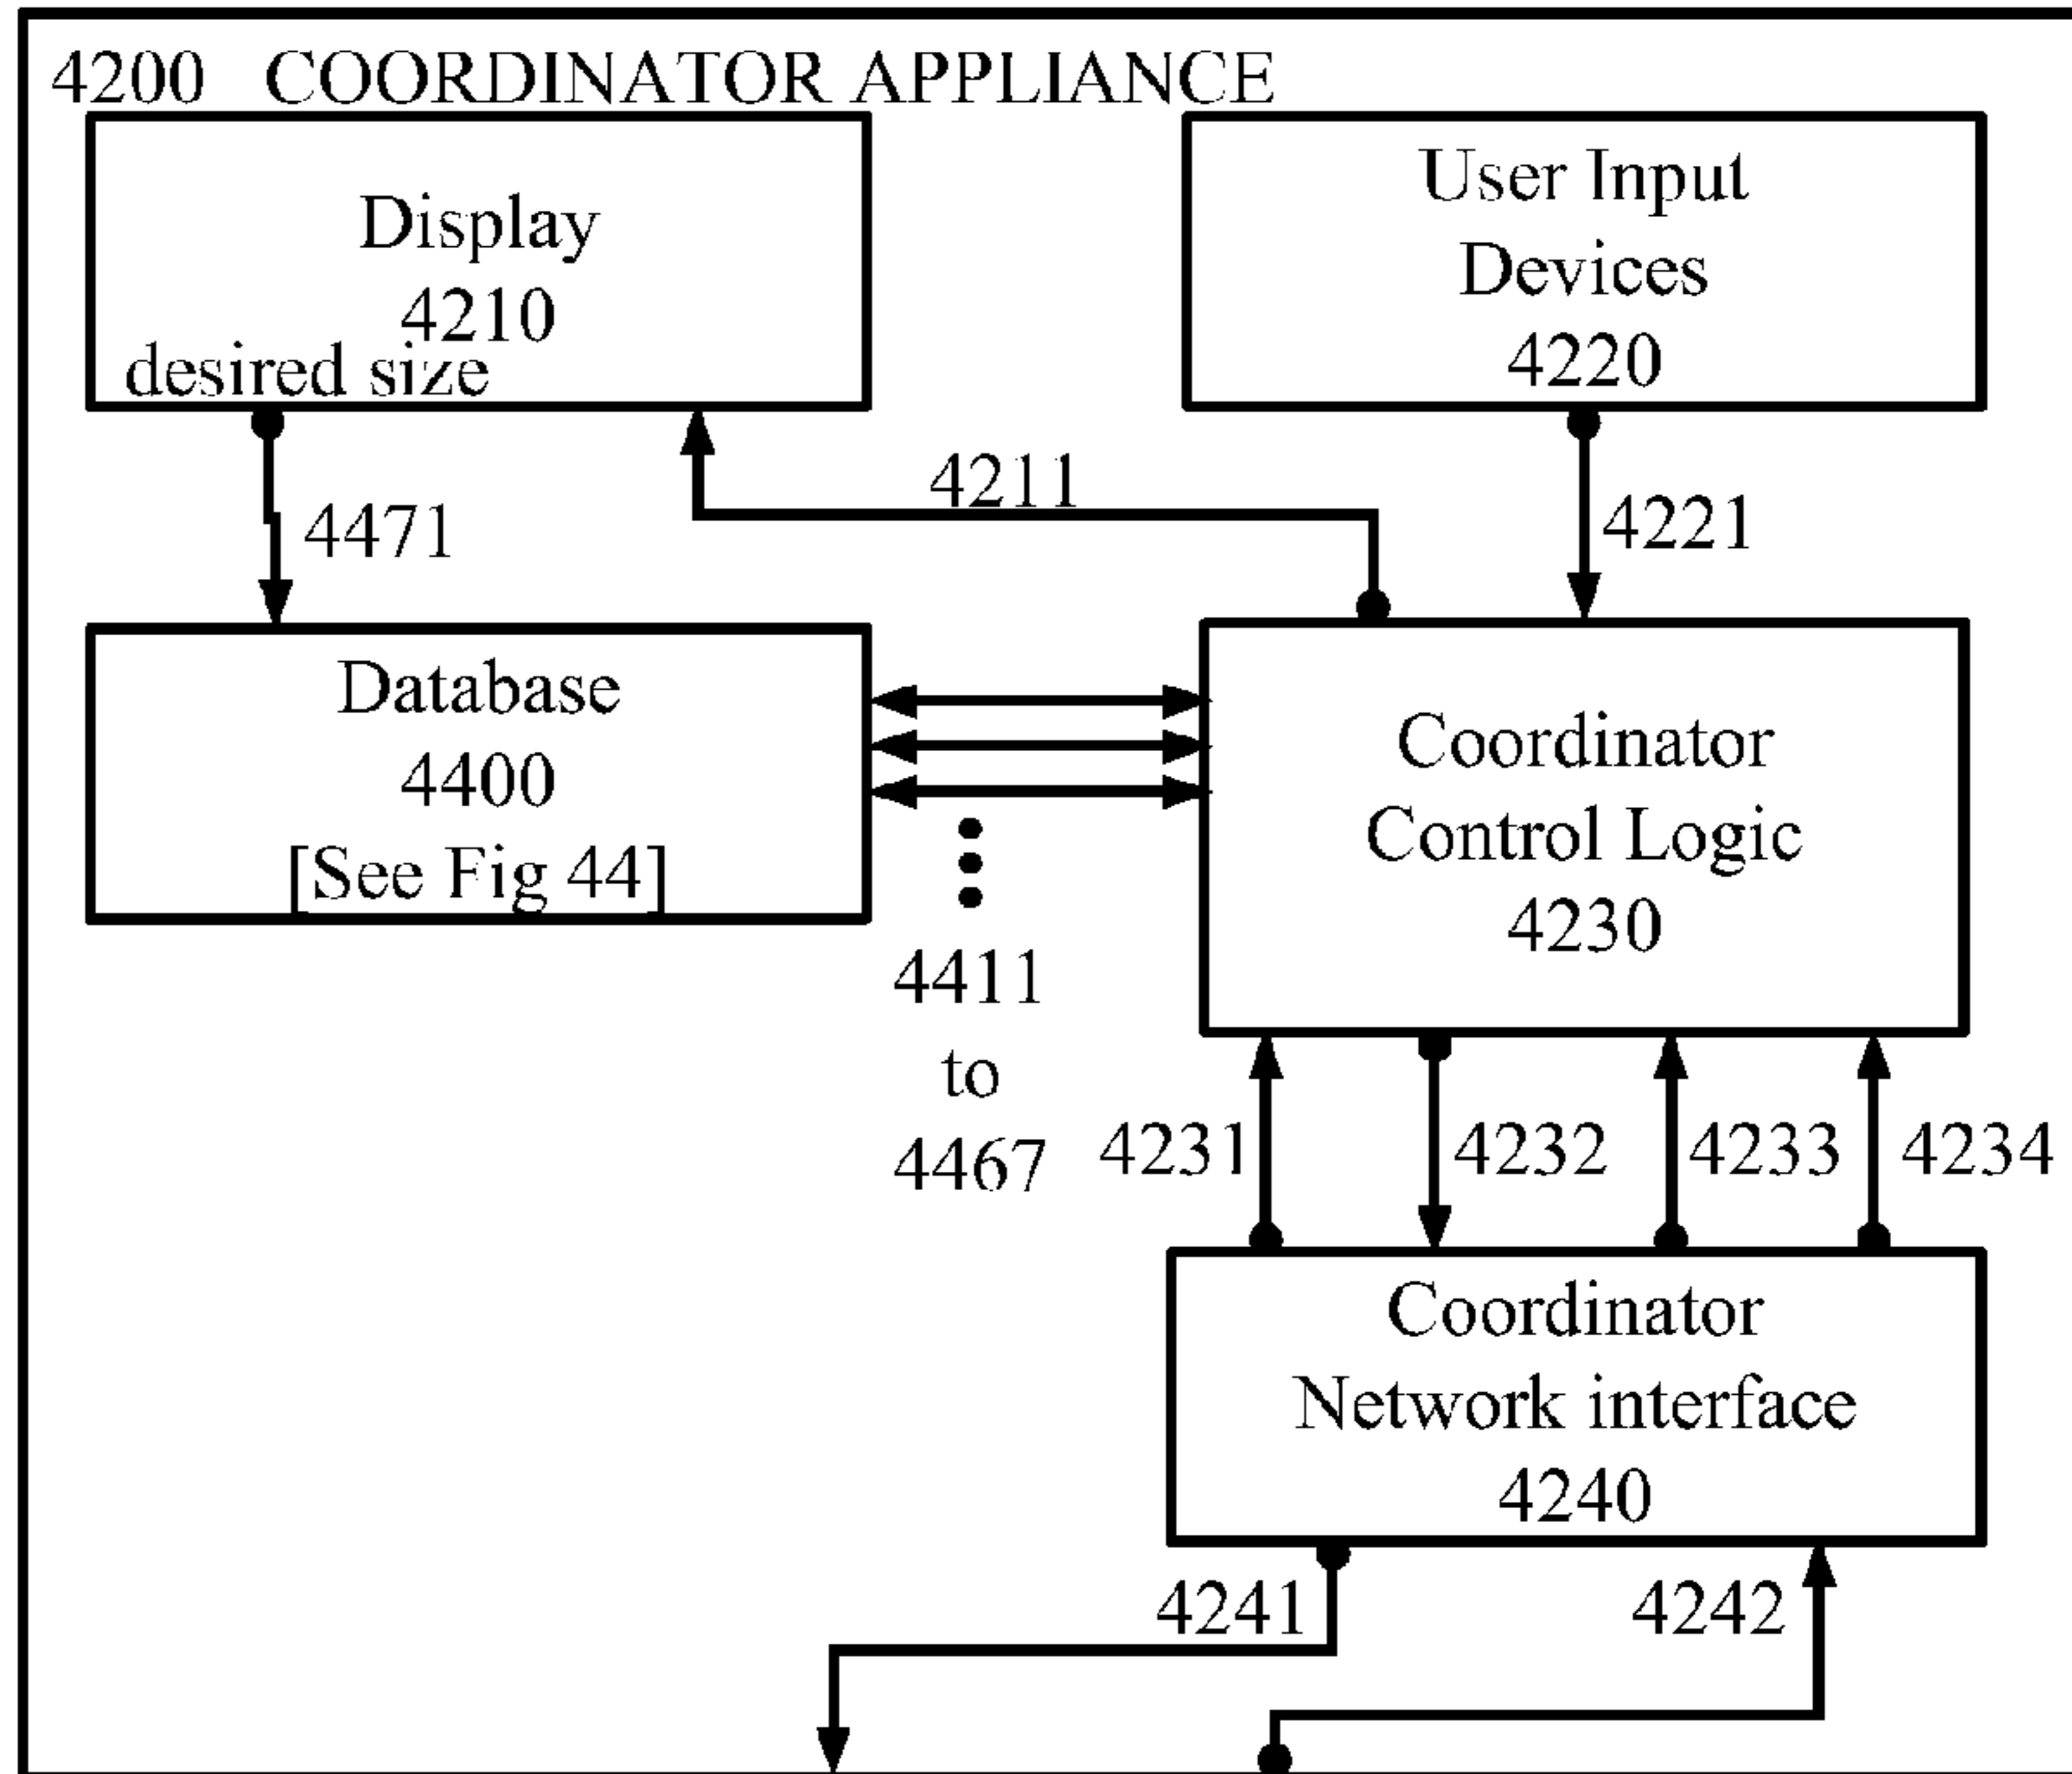 4200 COORDINATOR APPLIANCE
Display
4210
desired size
User Input
Devices
4220
4211
4471
4221
Database
4400
[See Fig 44]
Coordinator
Control Logic
4230
4411
to
4467
4231
4232
4233
4234
Coordinator
Network interface
4240
4241
4242